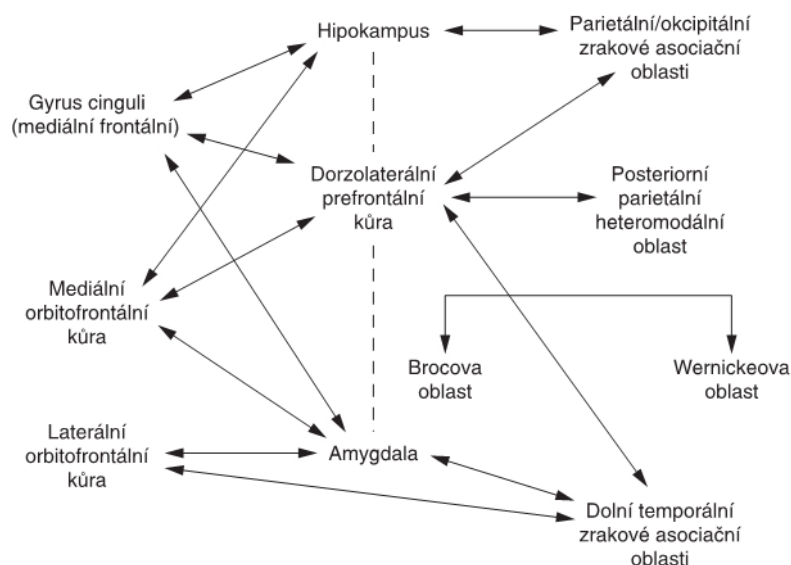 Hipokampus
Parietální/okcipitální
zrakové asociační
oblasti
Gyrus cinguli
(mediální frontální)
Dorzolaterální
prefrontální
kůra
Posteriorní
parietální
heteromodální
oblast
Mediální
orbitofrontální
kůra
Brocova
oblast
Wernickeova
oblast
Laterální
orbitofrontální
kůra
Amygdala
Dolní temporální
zrakové asociační
oblasti